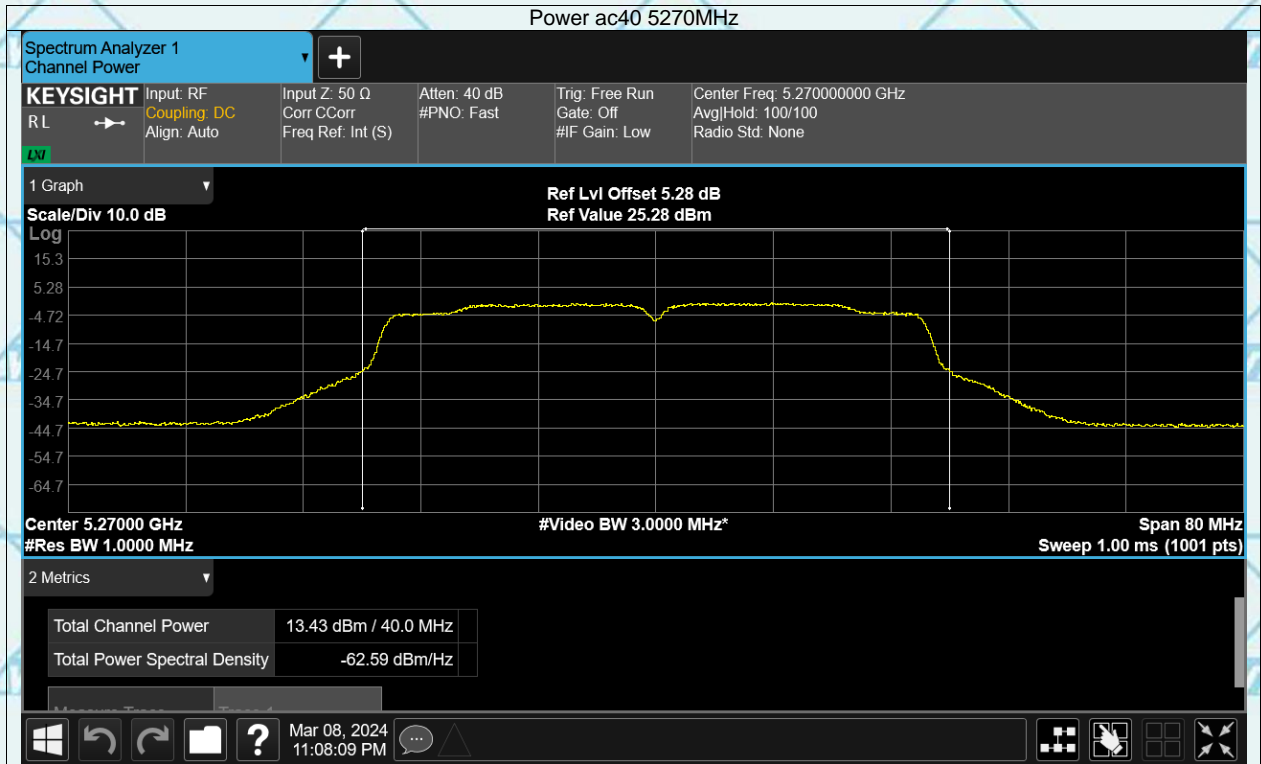 Power ac40 5270MHz
Spectrum Analyzer 1
Channel Power
KEYSIGHT
R L
LXI
Input: RF
Coupling: DC
Align: Auto
Input Z: 50 Ω
Corr CCorr
Freq Ref: Int (S)
Atten: 40 dB
#PNO: Fast
Trig: Free Run
Gate: Off
#IF Gain: Low
Center Freq: 5.270000000 GHz
Avg|Hold: 100/100
Radio Std: None
1 Graph
Scale/Div 10.0 dB
Ref Lvl Offset 5.28 dB
Ref Value 25.28 dBm
Log
15.3
5.28
-4.72
-14.7
-24.7
-34.7
-44.7
-54.7
-64.7
Center 5.27000 GHz
#Video BW 3.0000 MHz*
Span 80 MHz
#Res BW 1.0000 MHz
Sweep 1.00 ms (1001 pts)
2 Metrics
Total Channel Power 13.43 dBm / 40.0 MHz
Total Power Spectral Density -62.59 dBm/Hz
Measure Trace Trace 1
?
Mar 08, 2024
11:08:09 PM